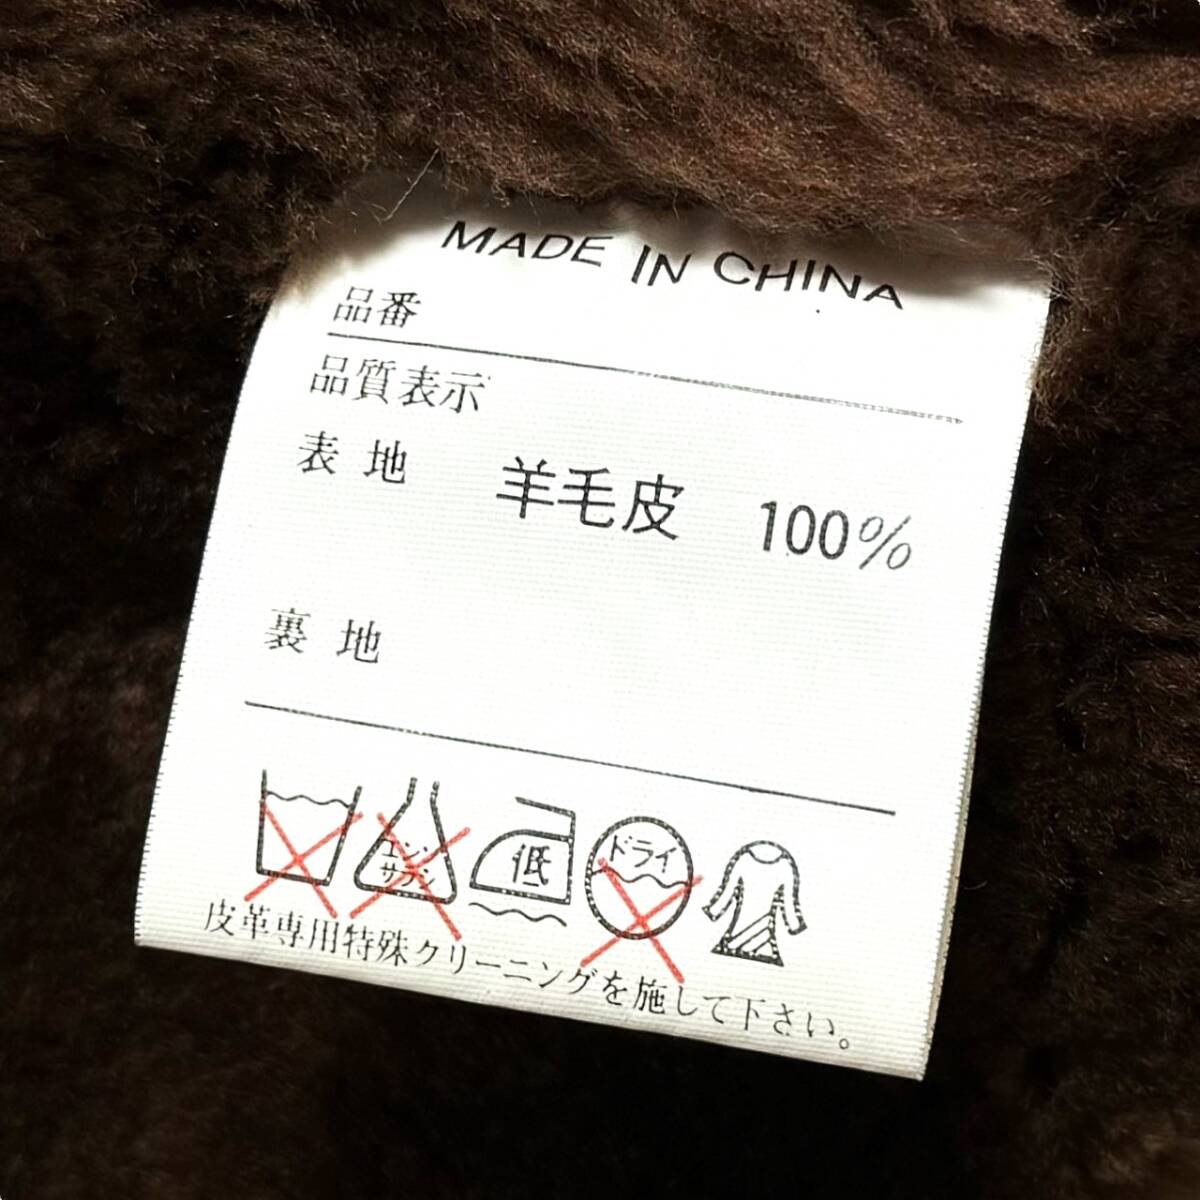 MADE IN CHINA
品番
品質表示
表地 羊毛皮 100%
裏地
エンソサラシ 低 ドライ
皮革専用特殊クリーニングを施して下さい。